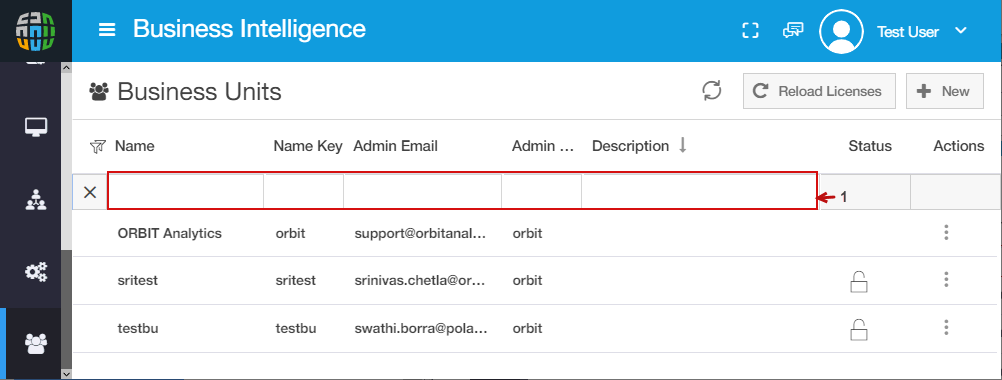 Business Intelligence
Test User
Business Units
Reload Licenses
New
Name Name Key Admin Email Admin ... Description Status Actions
1
ORBIT Analytics orbit support@orbitanal... orbit
sritest sritest srinivas.chetla@or... orbit
testbu testbu swathi.borra@pola... orbit